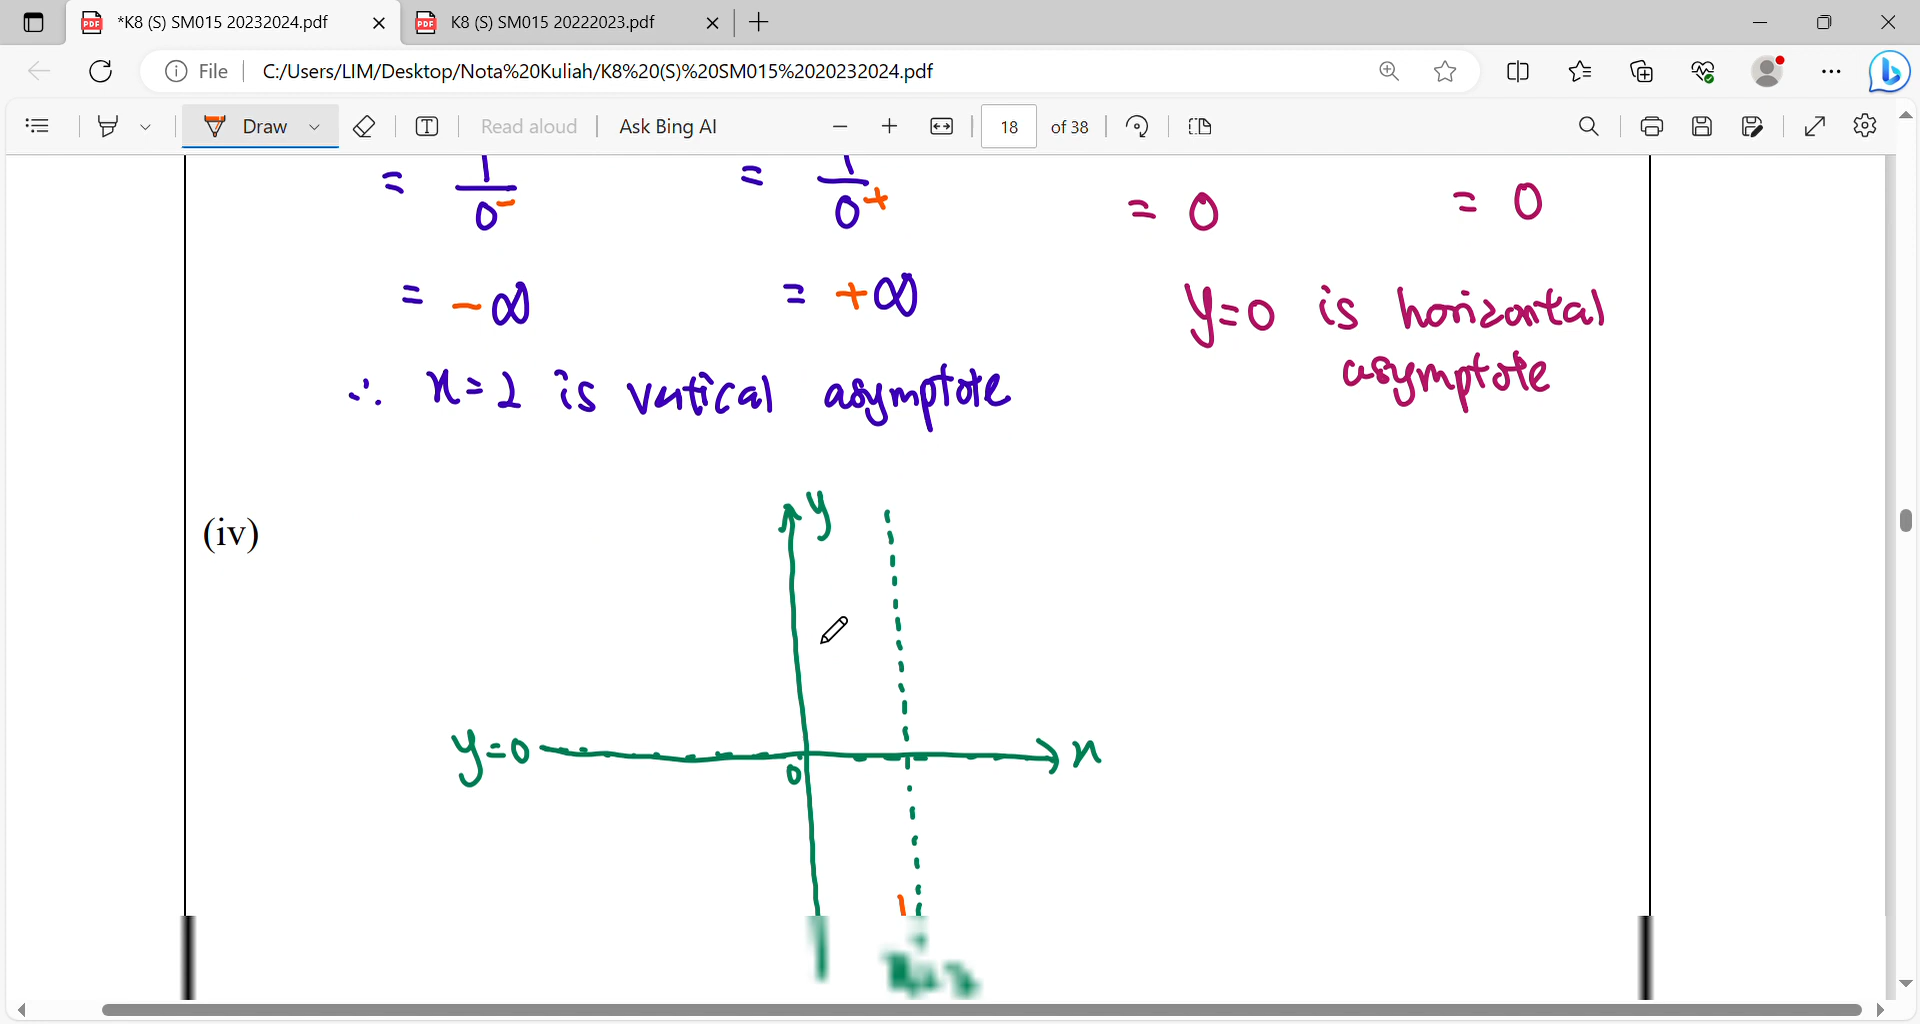 *K8 (S) SM015 20232024.pdf
K8 (S) SM015 20222023.pdf
File
C:/Users/LIM/Desktop/Nota%20Kuliah/K8%20(S)%20SM015%2020232024.pdf
Draw
Read aloud
Ask Bing AI
18 of 38
= 1/0⁻
= 1/0⁺
= 0
= 0
= -∞
= +∞
y=0 is horizontal
asymptote
∴ x=2 is vertical asymptote
(iv)
y
y=0
0
x